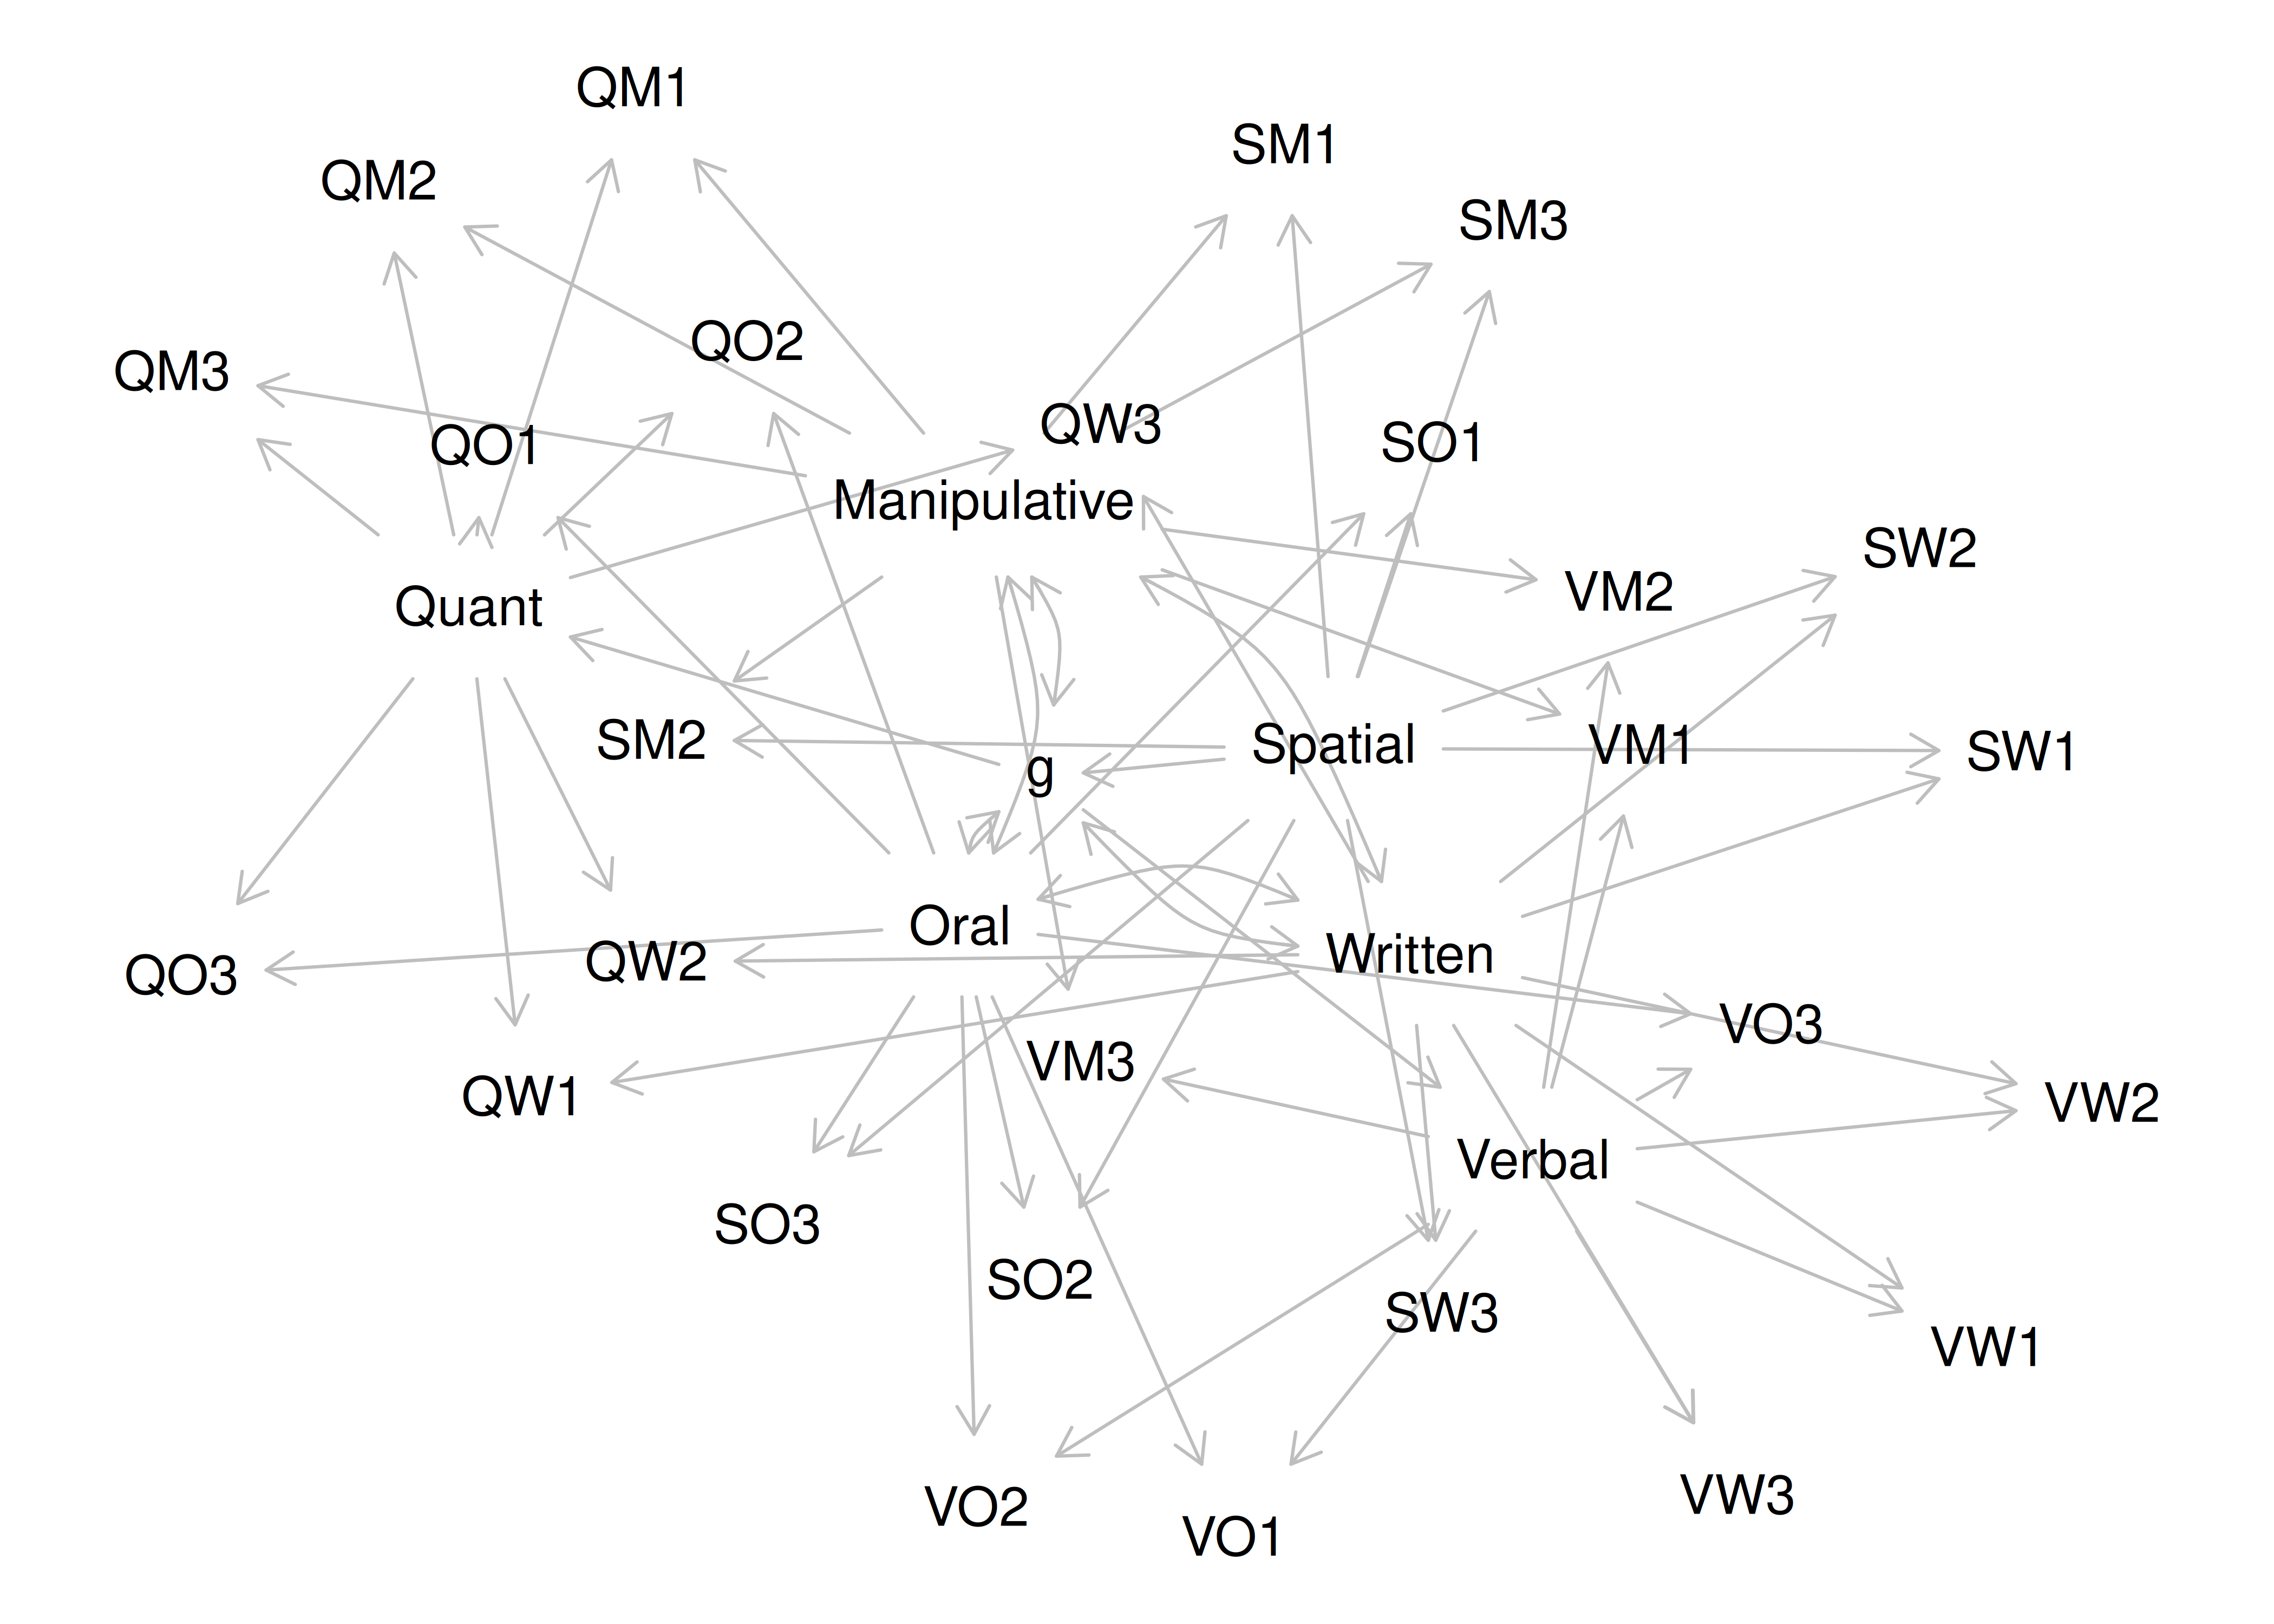 QM1
SM1
QM2
SM3
QO2
QM3
QW3
QO1
SO1
Manipulative
SW2
VM2
Quant
SM2
Spatial
VM1
SW1
g
Oral
Written
QO3
QW2
VO3
VM3
QW1
VW2
Verbal
SO3
SO2
SW3
VW1
VW3
VO2
VO1